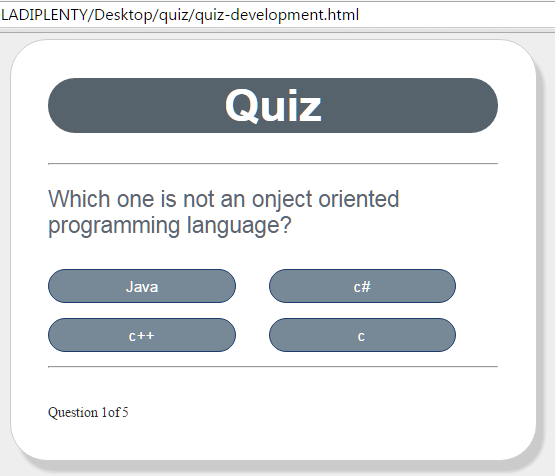 LADIPLENTY/Desktop/quiz/quiz-development.html
Quiz
Which one is not an onject oriented
programming language?
Java
c#
c++
c
Question 1of 5